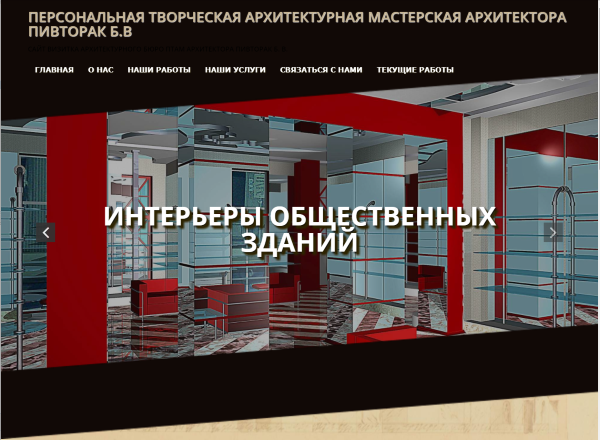 ПЕРСОНАЛЬНАЯ ТВОРЧЕСКАЯ АРХИТЕКТУРНАЯ МАСТЕРСКАЯ АРХИТЕКТОРА
ПИВТОРАК Б.В
ГЛАВНАЯ О НАС НАШИ РАБОТЫ НАШИ УСЛУГИ СВЯЗАТЬСЯ С НАМИ ТЕКУЩИЕ РАБОТЫ
ИНТЕРЬЕРЫ ОБЩЕСТВЕННЫХ
ЗДАНИЙ